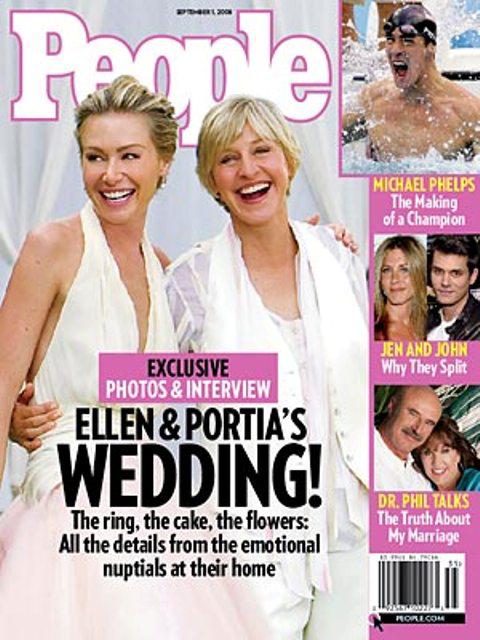 SEPTEMBER 1, 2008
People
MICHAEL PHELPS
The Making
of a Champion
JEN AND JOHN
Why They Split
EXCLUSIVE
PHOTOS & INTERVIEW
ELLEN & PORTIA'S
WEDDING!
The ring, the cake, the flowers:
All the details from the emotional
nuptials at their home
DR. PHIL TALKS
The Truth About
My Marriage
PEOPLE.COM